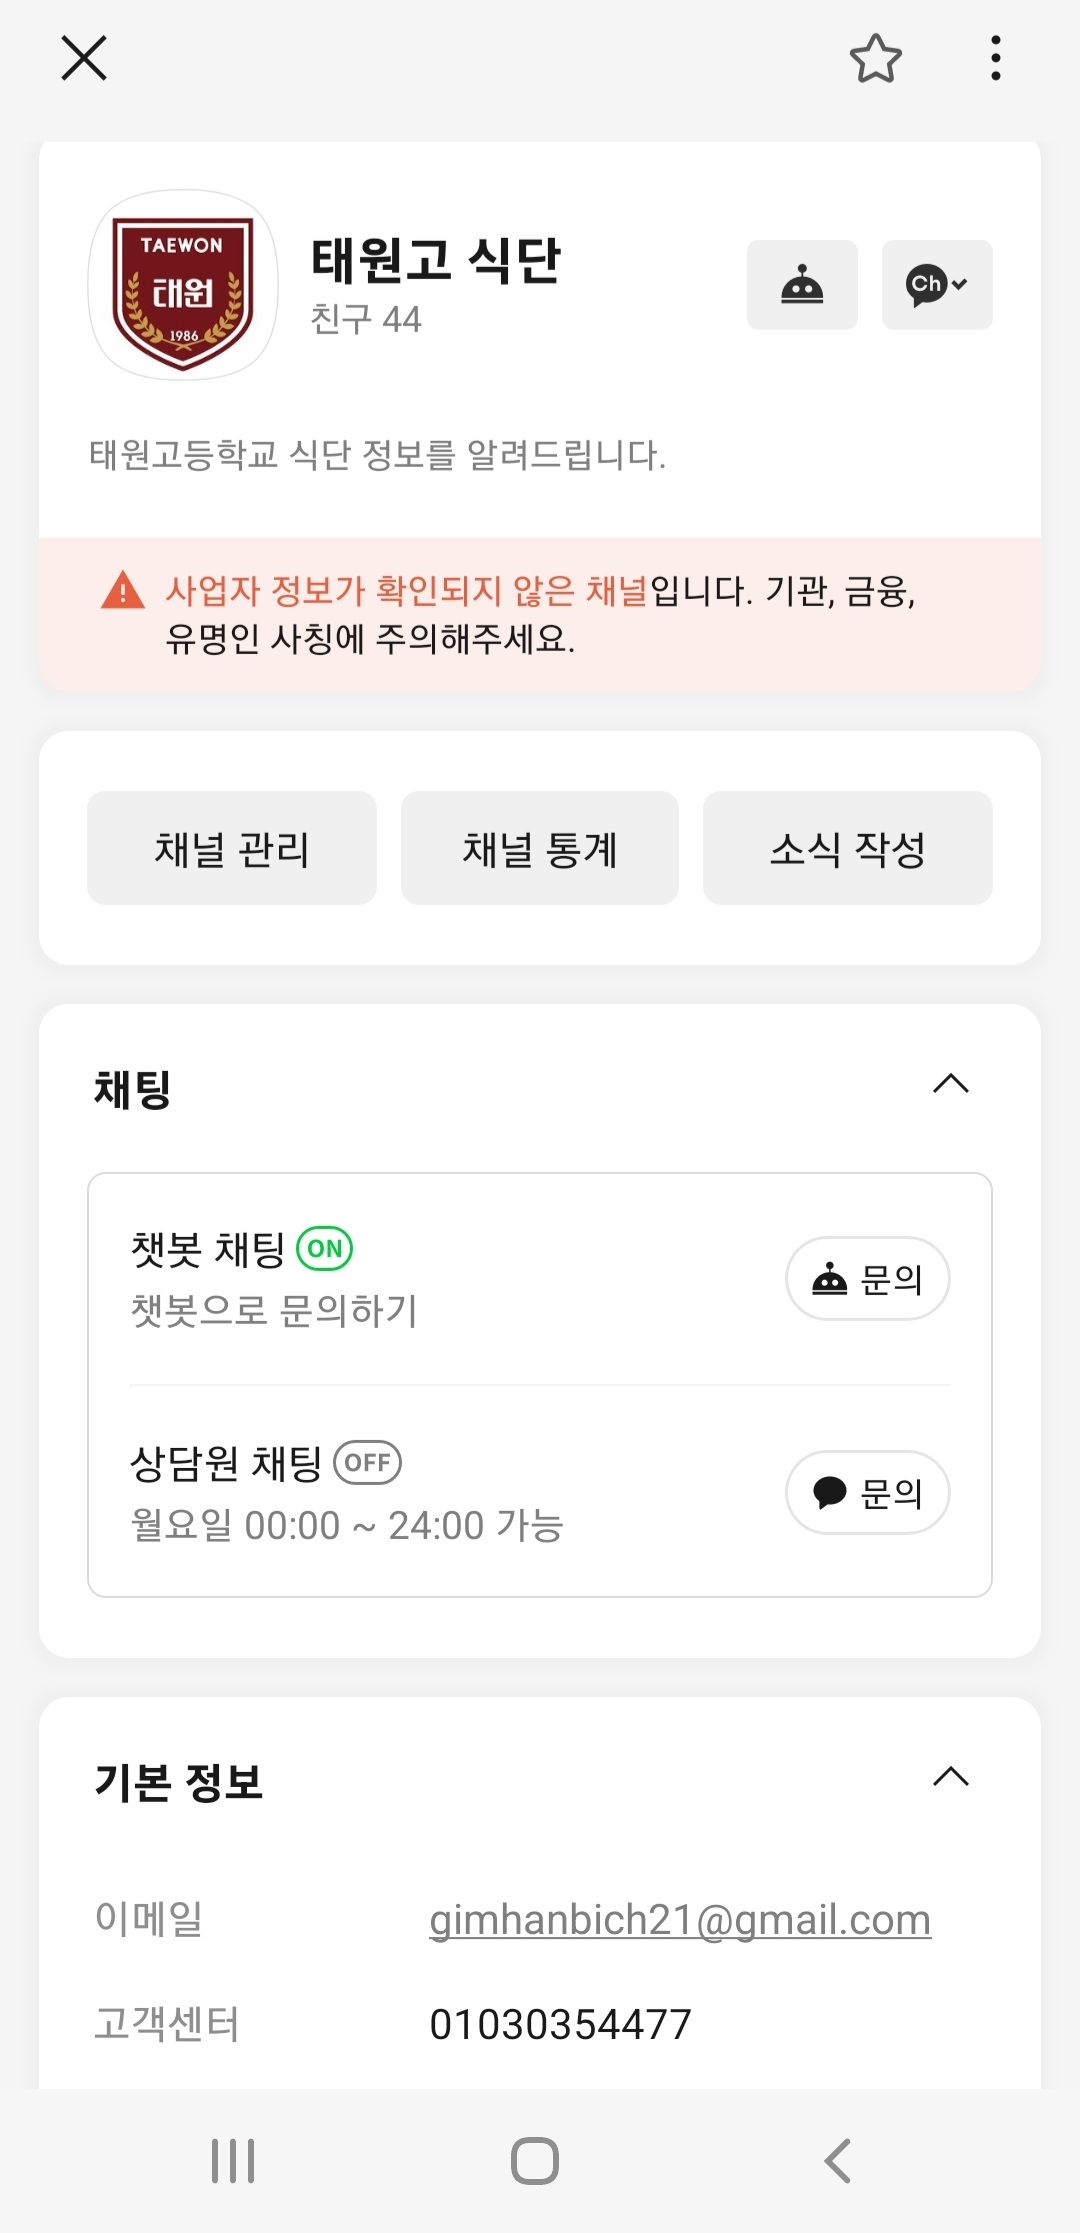 TAEWON
태원
1986
태원고 식단
친구 44
Ch
태원고등학교 식단 정보를 알려드립니다.
사업자 정보가 확인되지 않은 채널입니다. 기관, 금융,
유명인 사칭에 주의해주세요.
채널 관리
채널 통계
소식 작성
채팅
챗봇 채팅 ON
챗봇으로 문의하기
문의
상담원 채팅 OFF
월요일 00:00 ~ 24:00 가능
문의
기본 정보
이메일 gimhanbich21@gmail.com
고객센터 01030354477